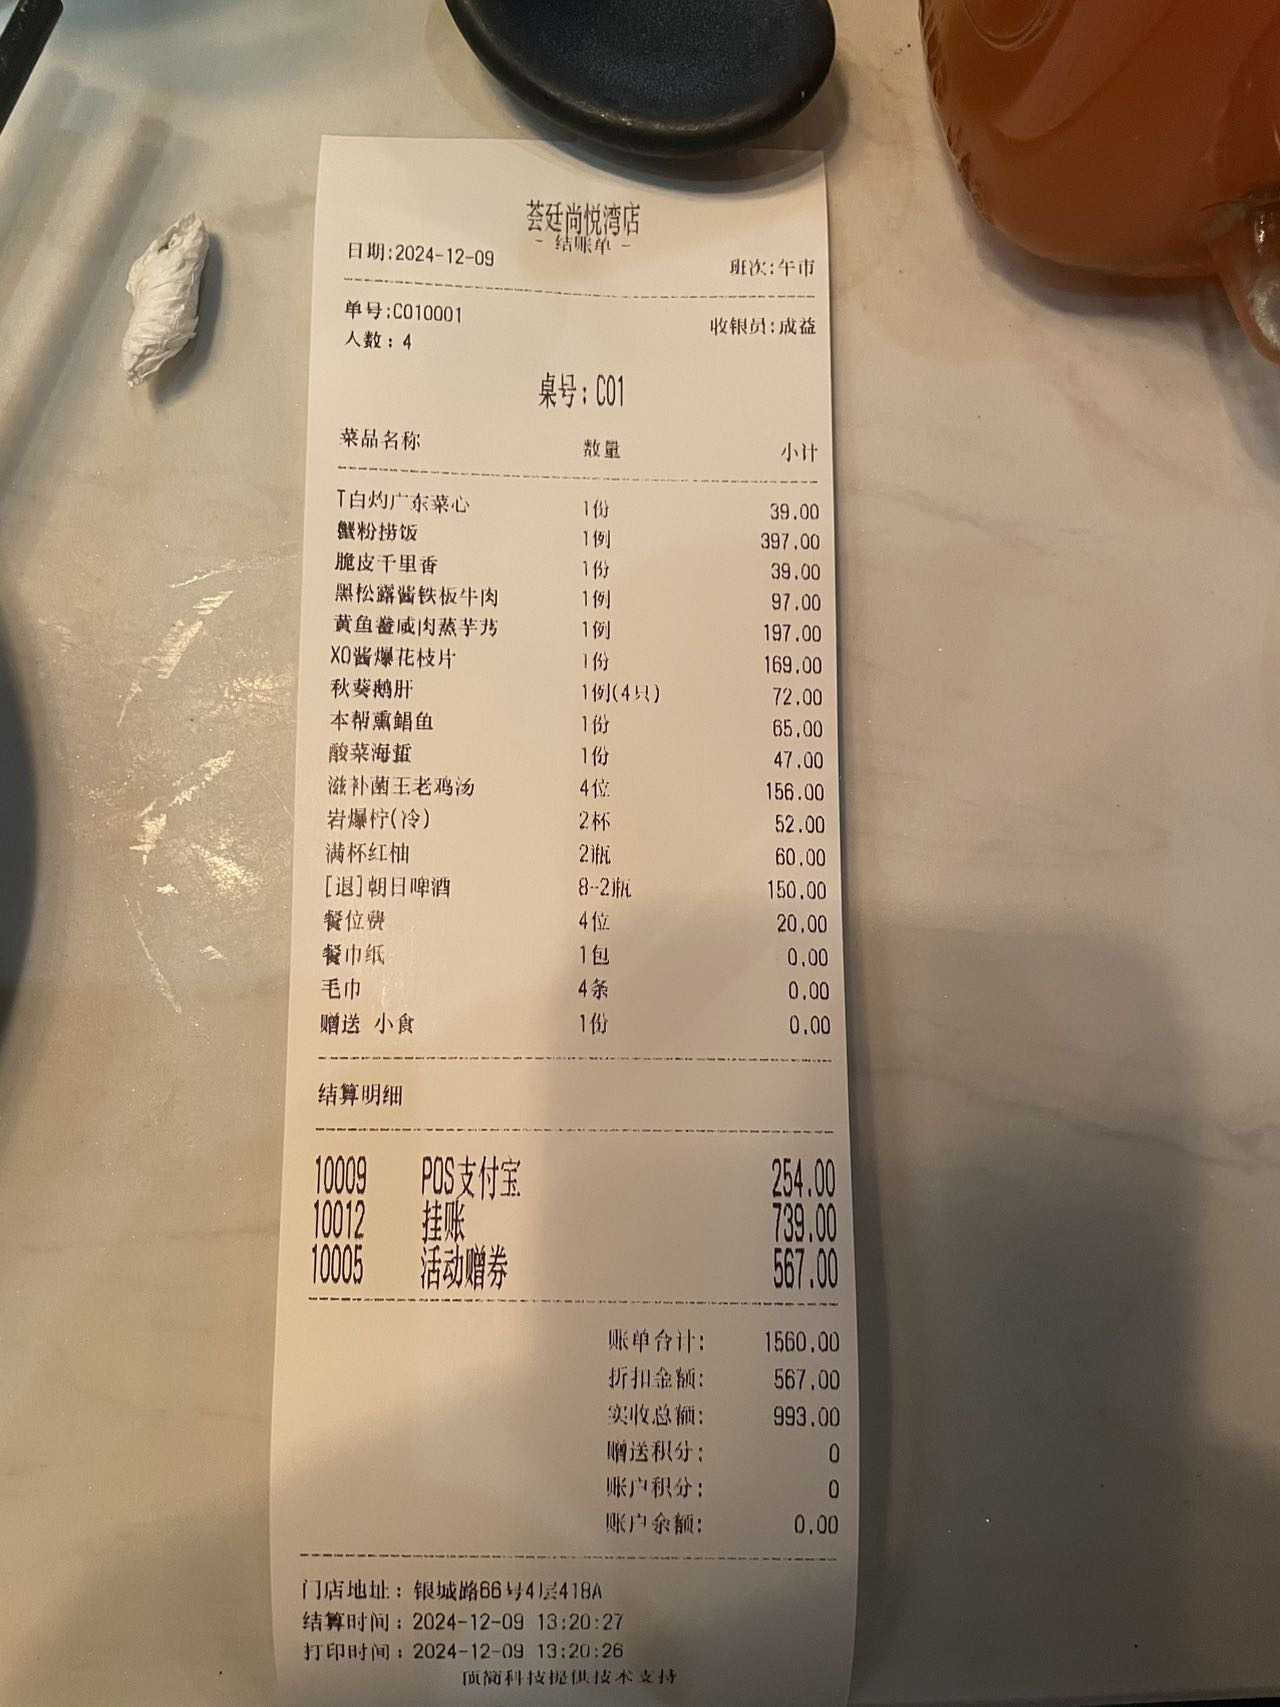 荟廷尚悦湾店
- 结账单 -
日期:2024-12-09 班次:午市
单号:C010001 收银员:成益
人数: 4
桌号: C01
菜品名称 数量 小计
T白灼广东菜心 1份 39.00
蟹粉捞饭 1例 397.00
脆皮千里香 1份 39.00
黑松露酱铁板牛肉 1例 97.00
黄鱼鲞咸肉蒸芋艿 1例 197.00
XO酱爆花枝片 1份 169.00
秋葵鹅肝 1例(4只) 72.00
本帮熏鲳鱼 1份 65.00
酸菜海蜇 1份 47.00
滋补菌王老鸡汤 4位 156.00
岩爆柠(冷) 2杯 52.00
满杯红柚 2瓶 60.00
[退]朝日啤酒 8-2瓶 150.00
餐位费 4位 20.00
餐巾纸 1包 0.00
毛巾 4条 0.00
赠送 小食 1份 0.00
结算明细
10009 POS支付宝 254.00
10012 挂账 739.00
10005 活动赠券 567.00
账单合计: 1560.00
折扣金额: 567.00
实收总额: 993.00
赠送积分: 0
账户积分: 0
账户余额: 0.00
门店地址: 银城路66号4层418A
结算时间: 2024-12-09 13:20:27
打印时间: 2024-12-09 13:20:26
顶简科技提供技术支持